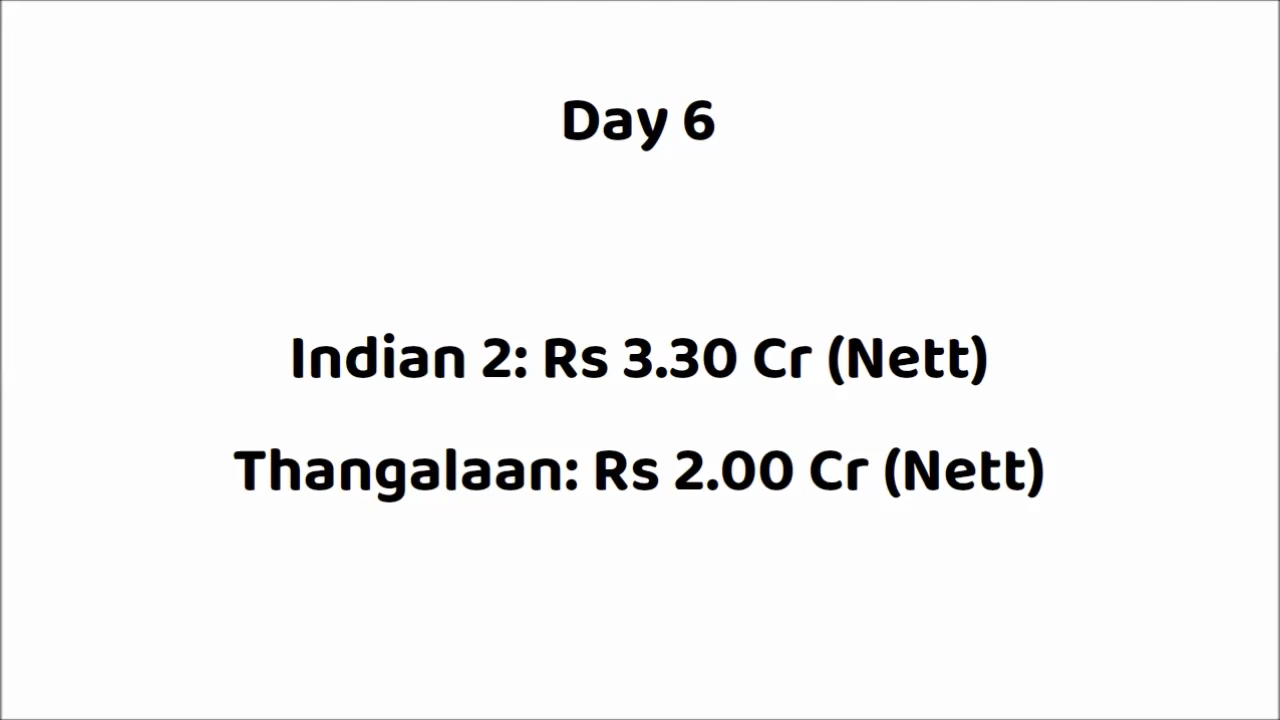 Day 6
Indian 2: Rs 3.30 Cr (Nett)
Thangalaan: Rs 2.00 Cr (Nett)